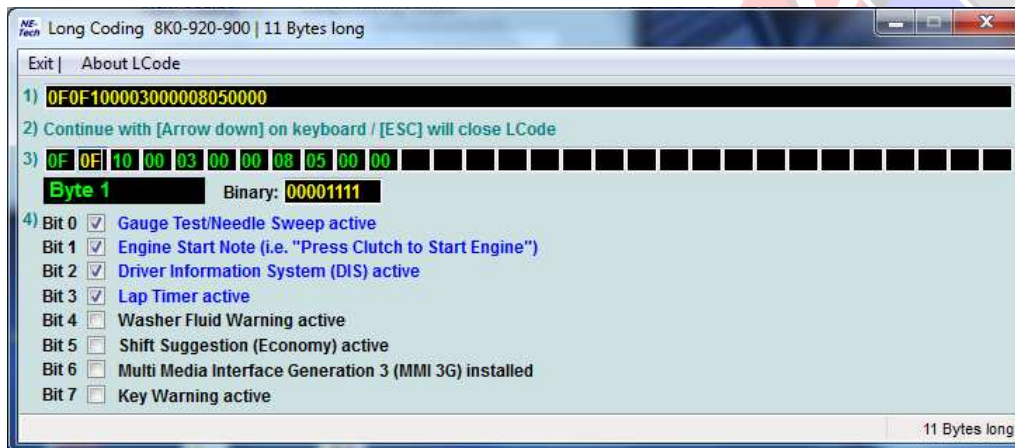 NE-Tech Long Coding 8K0-920-900 | 11 Bytes long
Exit | About LCode
1) 0F0F100003000008050000
2) Continue with [Arrow down] on keyboard / [ESC] will close LCode
3) 0F 0F 10 00 03 00 00 08 05 00 00
Byte 1 Binary: 00001111
4) Bit 0 Gauge Test/Needle Sweep active
Bit 1 Engine Start Note (i.e. "Press Clutch to Start Engine")
Bit 2 Driver Information System (DIS) active
Bit 3 Lap Timer active
Bit 4 Washer Fluid Warning active
Bit 5 Shift Suggestion (Economy) active
Bit 6 Multi Media Interface Generation 3 (MMI 3G) installed
Bit 7 Key Warning active
11 Bytes long